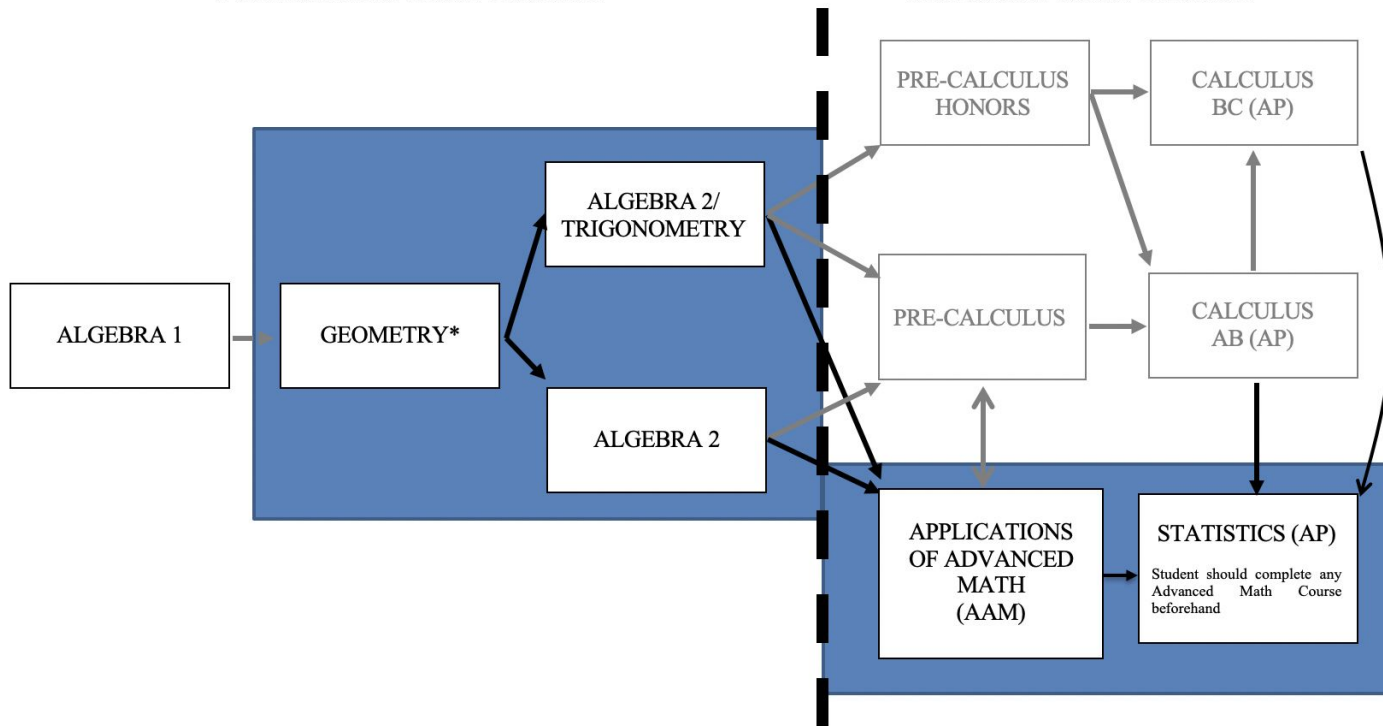 PRE-CALCULUS
HONORS
CALCULUS
BC (AP)
ALGEBRA 2/
TRIGONOMETRY
ALGEBRA 1
GEOMETRY*
PRE-CALCULUS
CALCULUS
AB (AP)
ALGEBRA 2
APPLICATIONS
OF ADVANCED
MATH
(AAM)
STATISTICS (AP)
Student should complete any
Advanced Math Course
beforehand